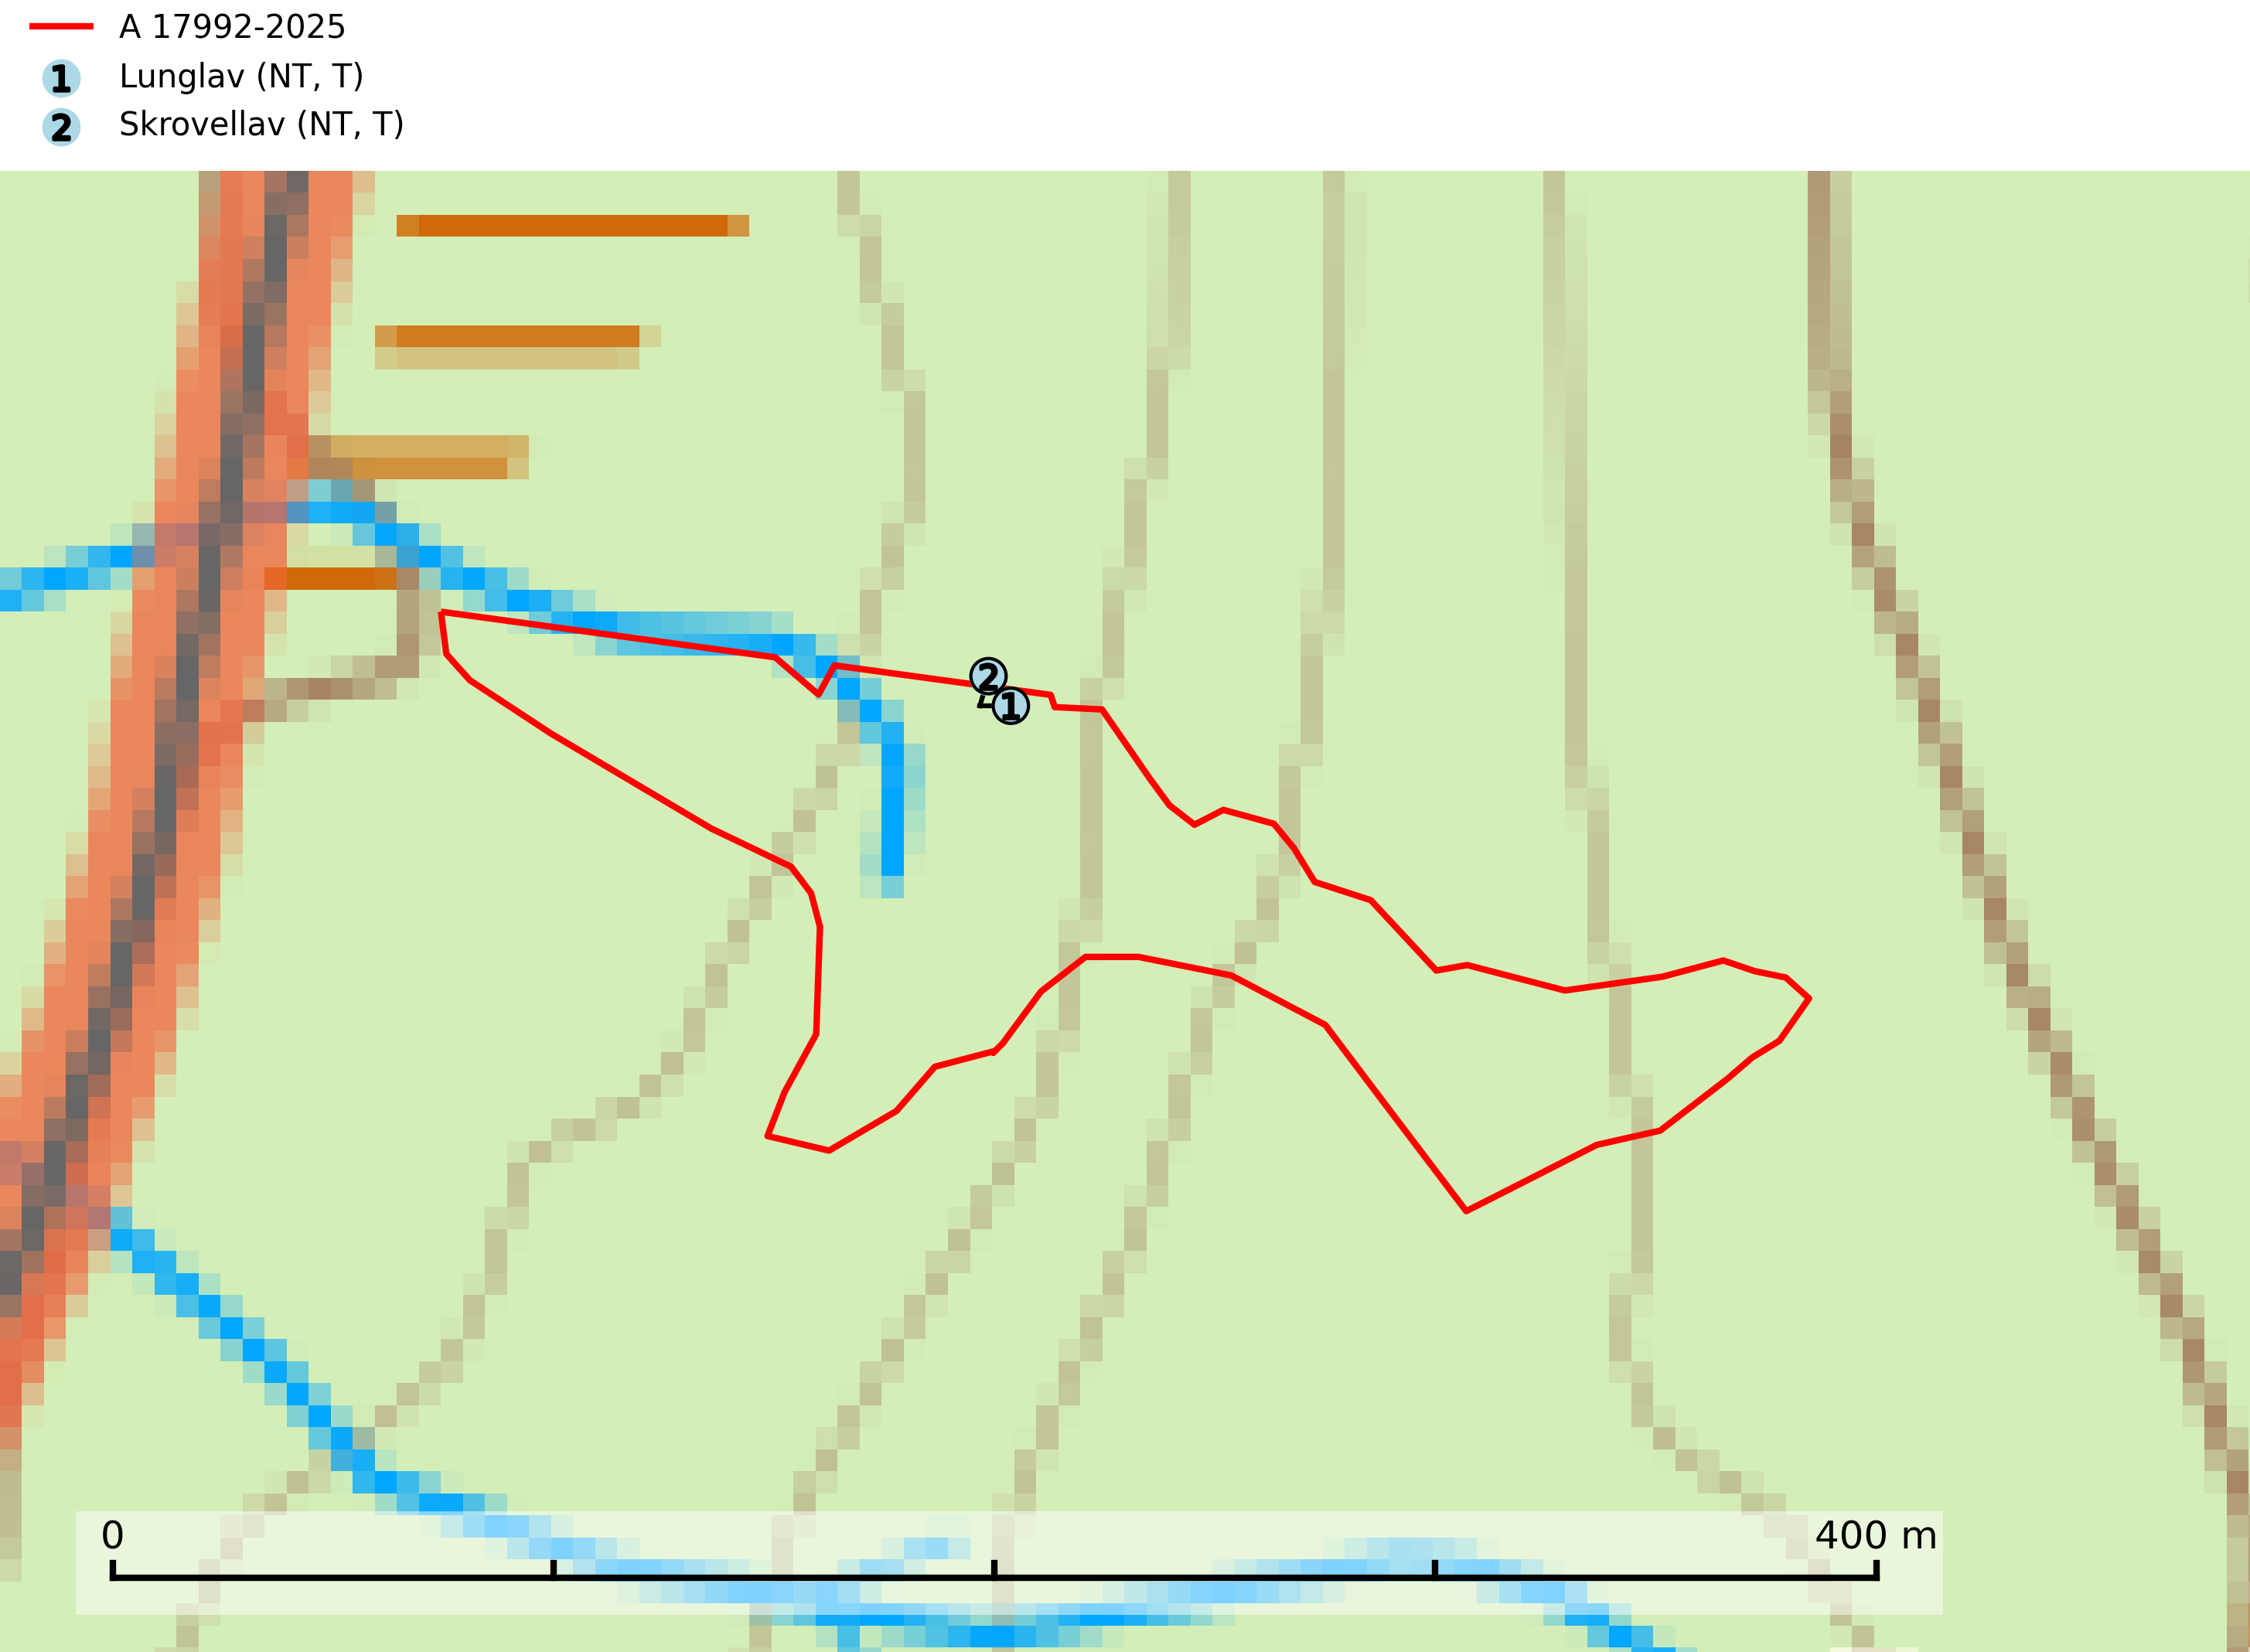 A 17992-2025
1 Lunglav (NT, T)
2 Skrovellav (NT, T)
2
1
0 400 m